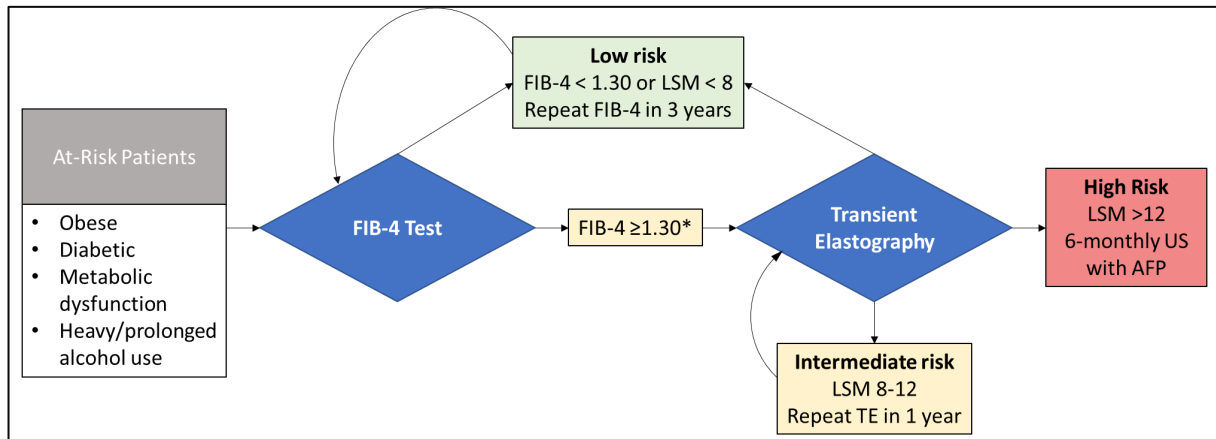 At-Risk Patients
• Obese
• Diabetic
• Metabolic
dysfunction
• Heavy/prolonged
alcohol use
FIB-4 Test
Low risk
FIB-4 < 1.30 or LSM < 8
Repeat FIB-4 in 3 years
FIB-4 ≥1.30*
Transient
Elastography
Intermediate risk
LSM 8-12
Repeat TE in 1 year
High Risk
LSM >12
6-monthly US
with AFP